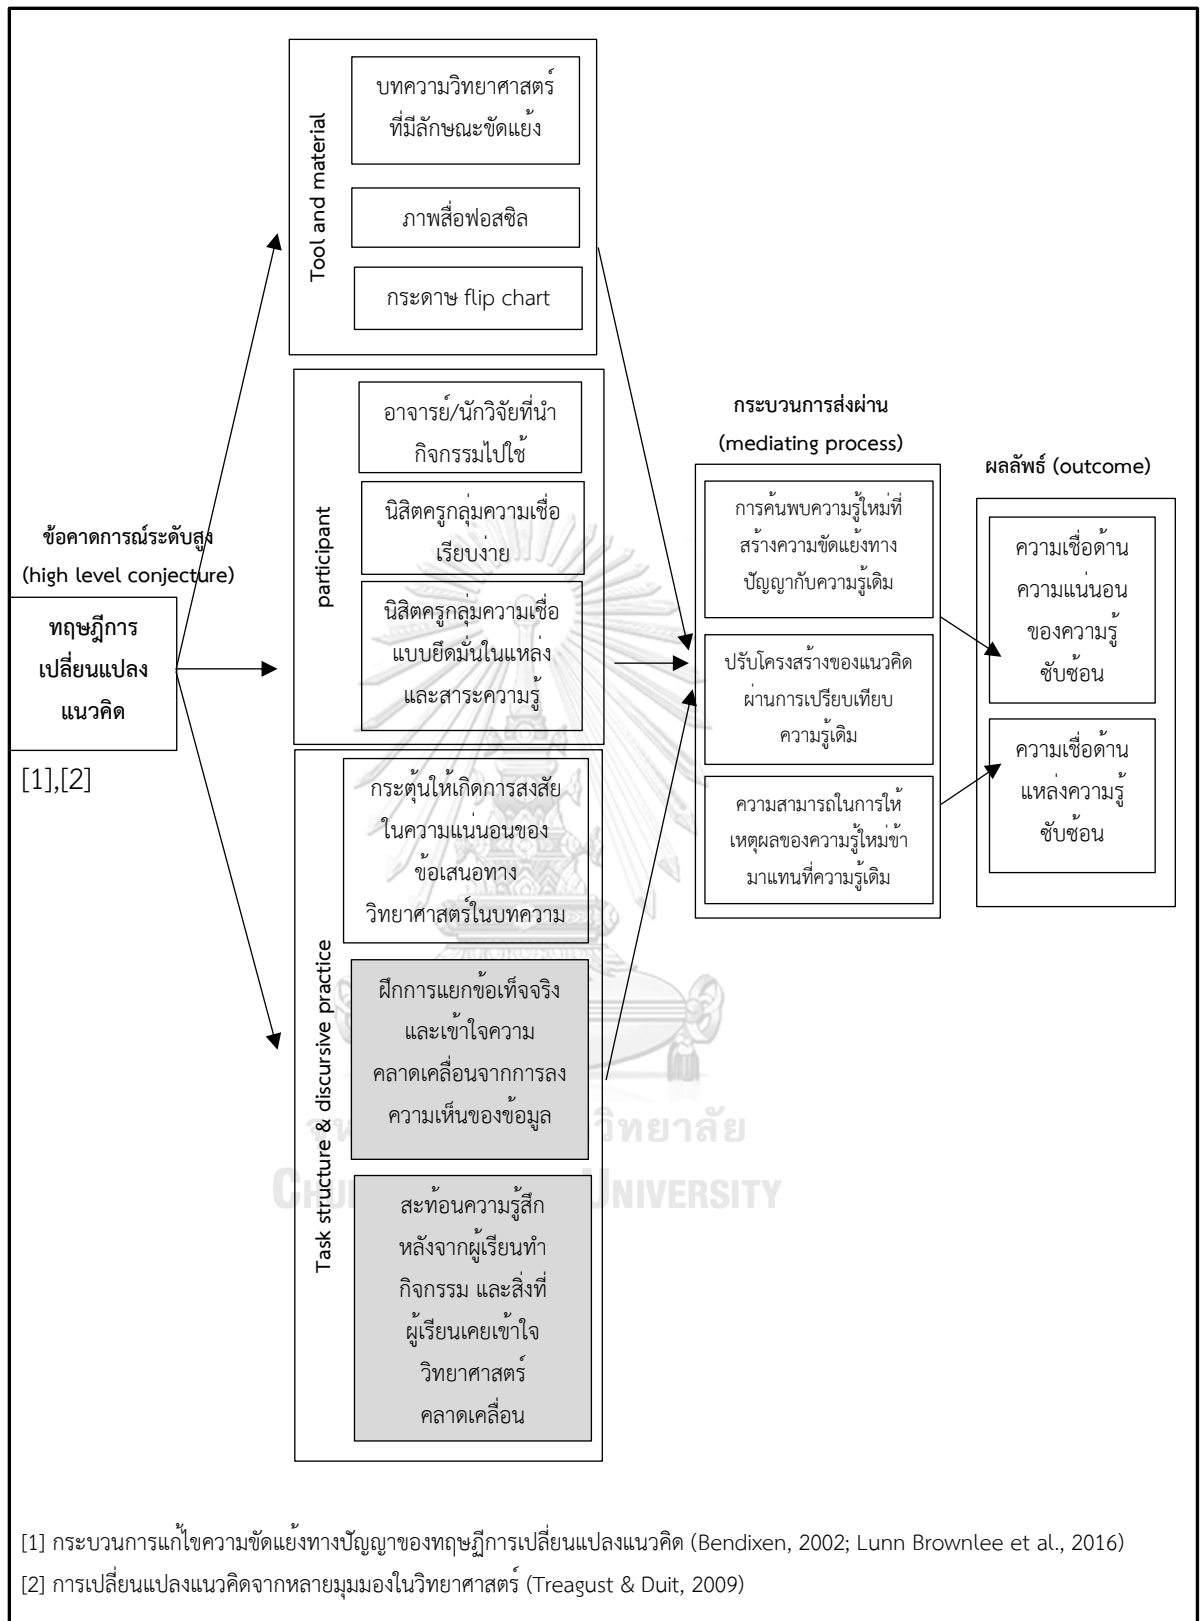 Tool and material
บทความวิทยาศาสตร์
ที่มีลักษณะขัดแย้ง
ภาพสื่อฟอสซิล
กระดาษ flip chart
participant
อาจารย์/นักวิจัยที่นำ
กิจกรรมไปใช้
นิสิตครูกลุ่มความเชื่อ
เรียบง่าย
นิสิตครูกลุ่มความเชื่อ
แบบยึดมั่นในแหล่ง
และสาระความรู้
ข้อคาดการณ์ระดับสูง
(high level conjecture)
ทฤษฎีการ
เปลี่ยนแปลง
แนวคิด
[1],[2]
Task structure & discursive practice
กระตุ้นให้เกิดการสงสัย
ในความแน่นอนของ
ข้อเสนอทาง
วิทยาศาสตร์ในบทความ
ฝึกการแยกข้อเท็จจริง
และเข้าใจความ
คลาดเคลื่อนจากการลง
ความเห็นของข้อมูล
สะท้อนความรู้สึก
หลังจากผู้เรียนทำ
กิจกรรม และสิ่งที่
ผู้เรียนเคยเข้าใจ
วิทยาศาสตร์
คลาดเคลื่อน
กระบวนการส่งผ่าน
(mediating process)
การค้นพบความรู้ใหม่ที่
สร้างความขัดแย้งทาง
ปัญญากับความรู้เดิม
ปรับโครงสร้างของแนวคิด
ผ่านการเปรียบเทียบ
ความรู้เดิม
ความสามารถในการให้
เหตุผลของความรู้ใหม่ข้า
มาแทนที่ความรู้เดิม
ผลลัพธ์ (outcome)
ความเชื่อด้าน
ความแน่นอน
ของความรู้
ซับซ้อน
ความเชื่อด้าน
แหล่งความรู้
ซับซ้อน
วิทยาลัย
UNIVERSITY
[1] กระบวนการแก้ไขความขัดแย้งทางปัญญาของทฤษฎีการเปลี่ยนแปลงแนวคิด (Bendixen, 2002; Lunn Brownlee et al., 2016)
[2] การเปลี่ยนแปลงแนวคิดจากหลายมุมมองในวิทยาศาสตร์ (Treagust & Duit, 2009)